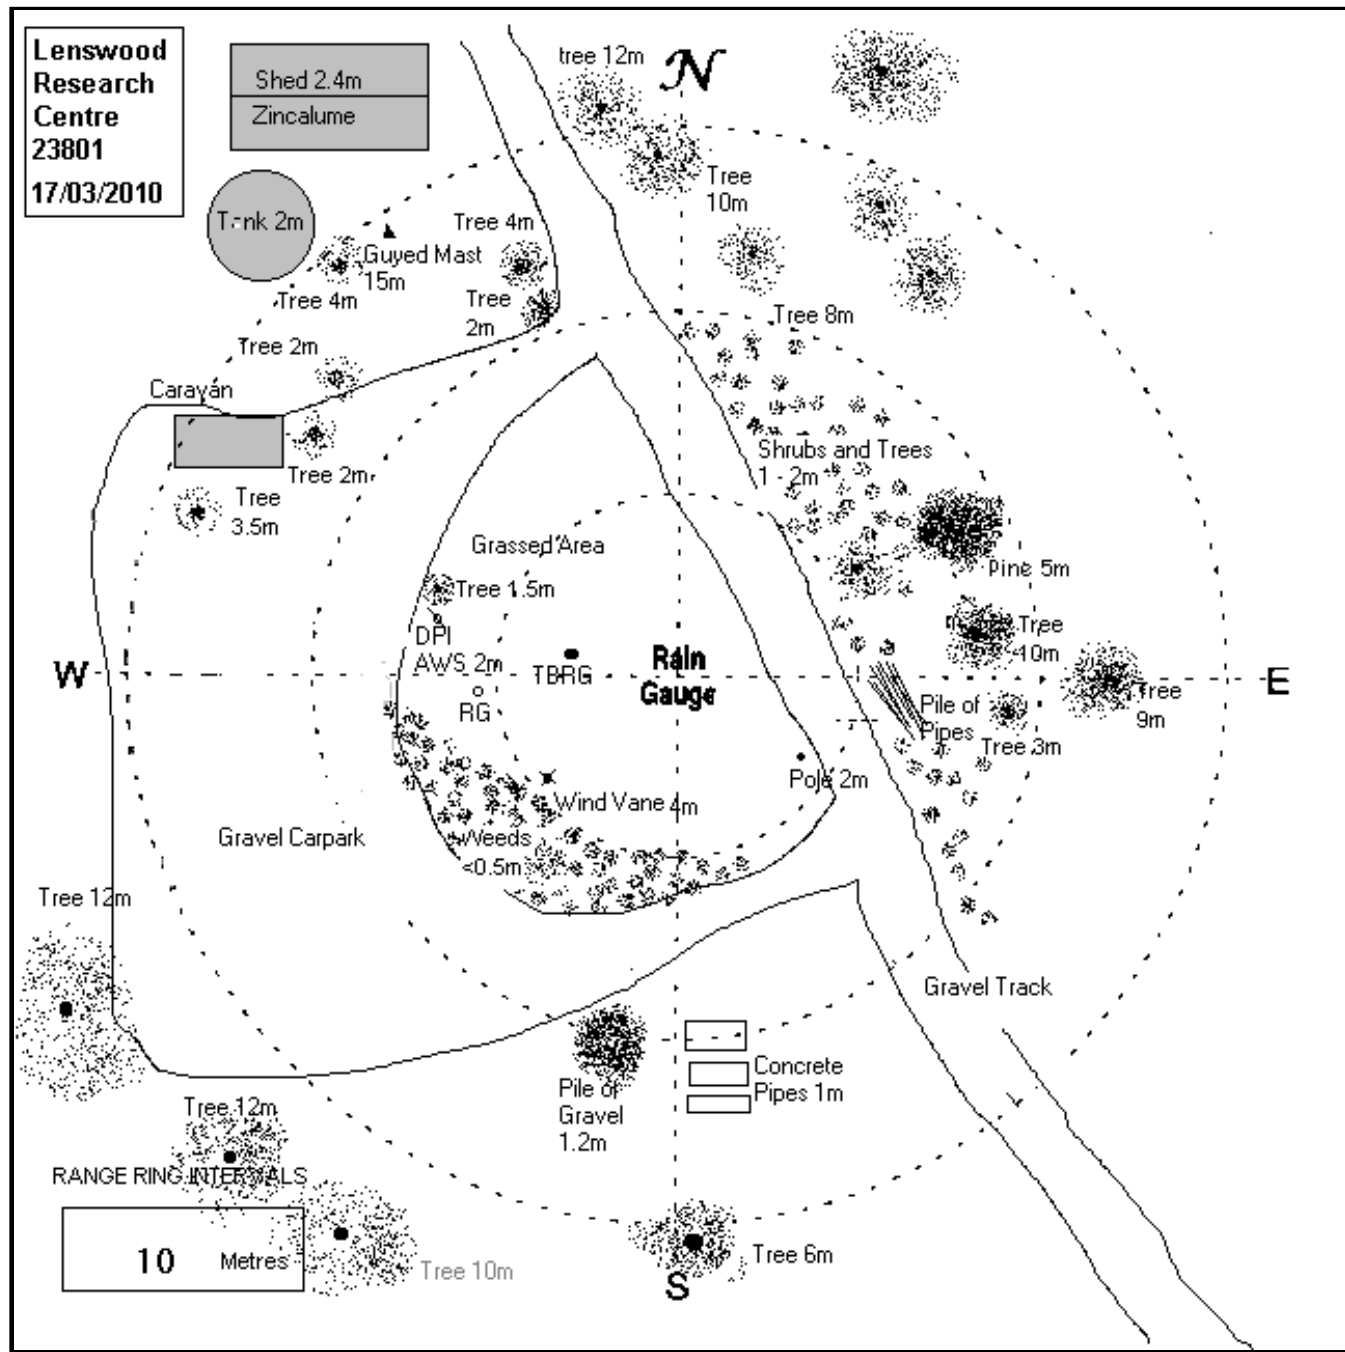 Lenswood
Research
Centre
23801
17/03/2010
Shed 2.4m
Zincalume
tree 12m
N
Tank 2m
Tree 4m
Guyed Mast
15m
Tree 4m
Tree
2m
Tree
10m
Tree 2m
Tree 8m
Caravan
Tree 2m
Tree
3.5m
Shrubs and Trees
1 - 2m
Grassed Area
Pine 5m
Tree 1.5m
DPI
AWS 2m
TBRG
Rain
Gauge
RG
Tree
10m
W
E
Pile of
Pipes
Tree 3m
Tree
9m
Pole 2m
Wind Vane 4m
Weeds
<0.5m
Gravel Carpark
Tree 12m
Gravel Track
Concrete
Pipes 1m
Pile of
Gravel
1.2m
Tree 12m
RANGE RING INTERVALS
10 Metres
Tree 10m
Tree 6m
S